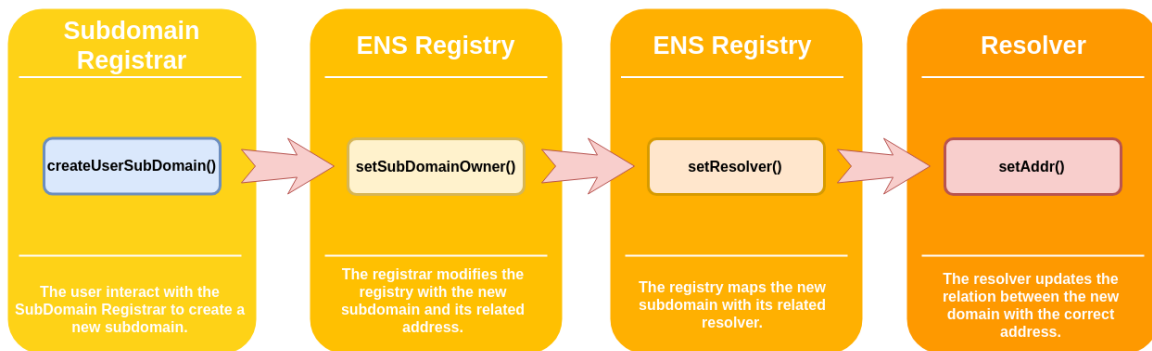 Subdomain
Registrar
createUserSubDomain()
The user interact with the
SubDomain Registrar to create a
new subdomain.
ENS Registry
setSubDomainOwner()
The registrar modifies the
registry with the new
subdomain and its related
address.
ENS Registry
setResolver()
The registry maps the new
subdomain with its related
resolver.
Resolver
setAddr()
The resolver updates the
relation between the new
domain with the correct
address.